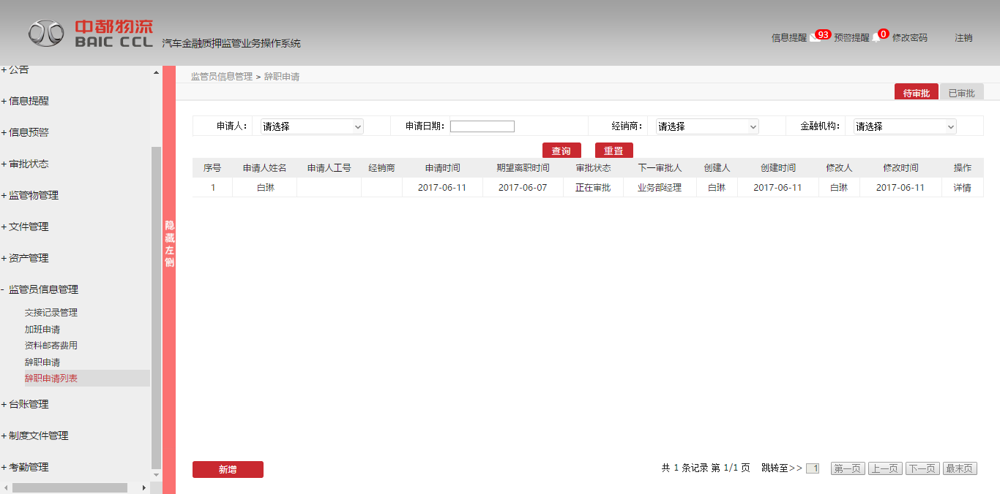 中都物流
BAIC CCL
汽车金融质押监管业务操作系统
信息提醒 93 预警提醒 0 修改密码 注销
+ 公告
+ 信息提醒
+ 信息预警
+ 审批状态
+ 监管物管理
+ 文件管理
+ 资产管理
- 监管员信息管理
交接记录管理
加班申请
资料邮寄费用
辞职申请
辞职申请列表
+ 台账管理
+ 制度文件管理
+ 考勤管理
隐藏左侧
监管员信息管理 > 辞职申请
待审批 已审批
申请人： 请选择 申请日期： 经销商： 请选择 金融机构： 请选择
查询 重置
序号 申请人姓名 申请人工号 经销商 申请时间 期望离职时间 审批状态 下一审批人 创建人 创建时间 修改人 修改时间 操作
1 白琳 2017-06-11 2017-06-07 正在审批 业务部经理 白琳 2017-06-11 白琳 2017-06-11 详情
新增 共 1 条记录 第 1/1 页 跳转至>> 1 第一页 上一页 下一页 最末页